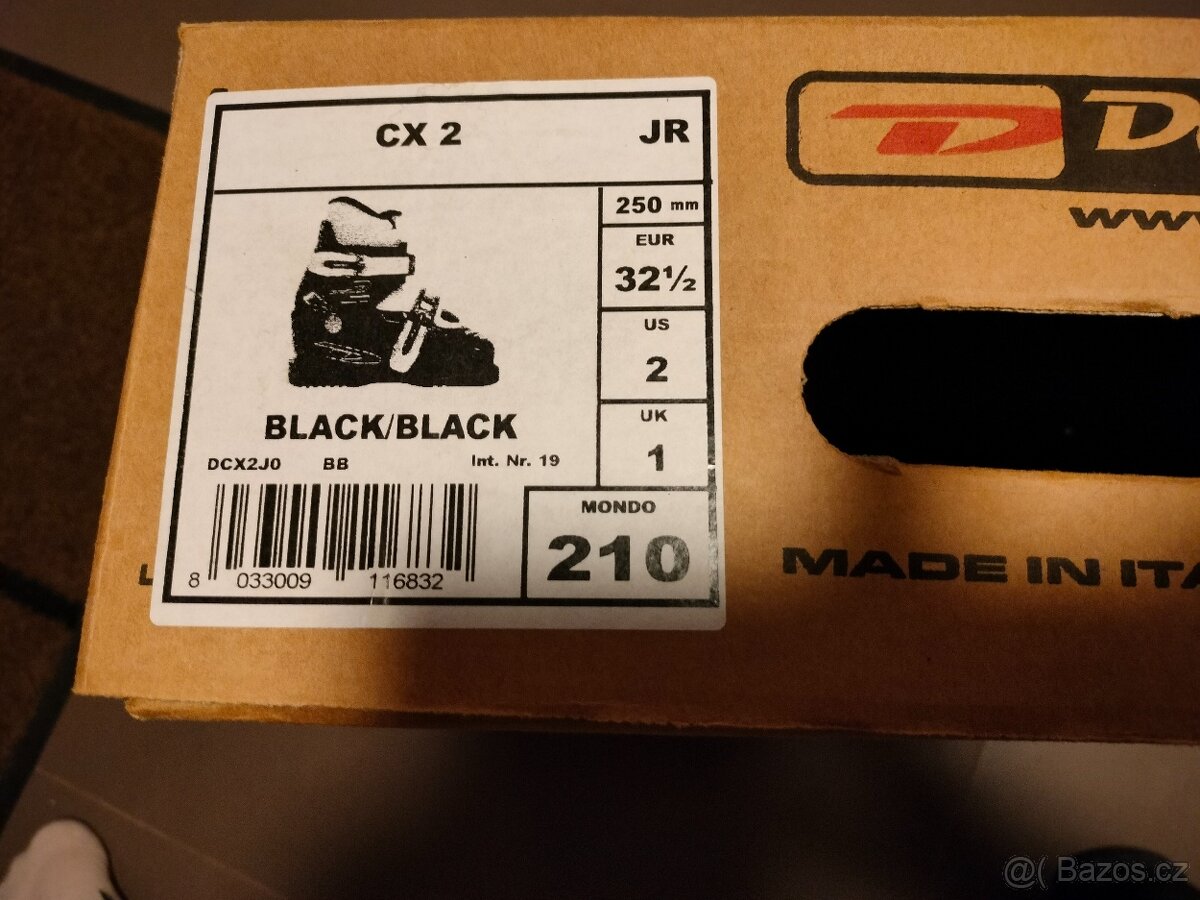 CX 2 JR
250 mm
EUR
32½
US
2
UK
1
BLACK/BLACK
DCX2J0 BB Int. Nr. 19
MONDO
210
8 033009 116832
D
www
MADE IN ITA
@( Bazos.cz